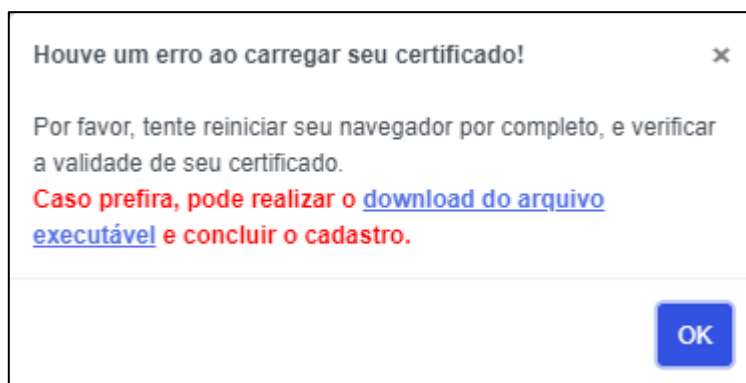 Houve um erro ao carregar seu certificado! ×
Por favor, tente reiniciar seu navegador por completo, e verificar
a validade de seu certificado.
Caso prefira, pode realizar o download do arquivo
executável e concluir o cadastro.
OK